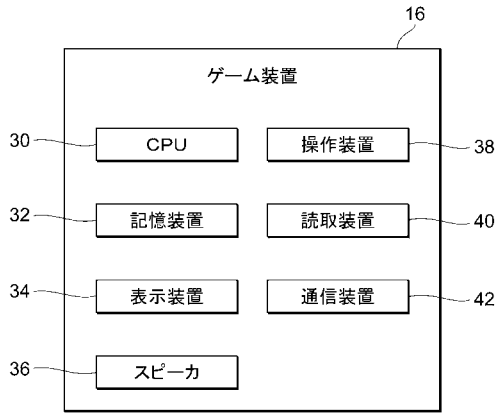 16
ゲーム装置
30
CPU
操作装置
38
32
記憶装置
読取装置
40
34
表示装置
通信装置
42
36
スピーカ